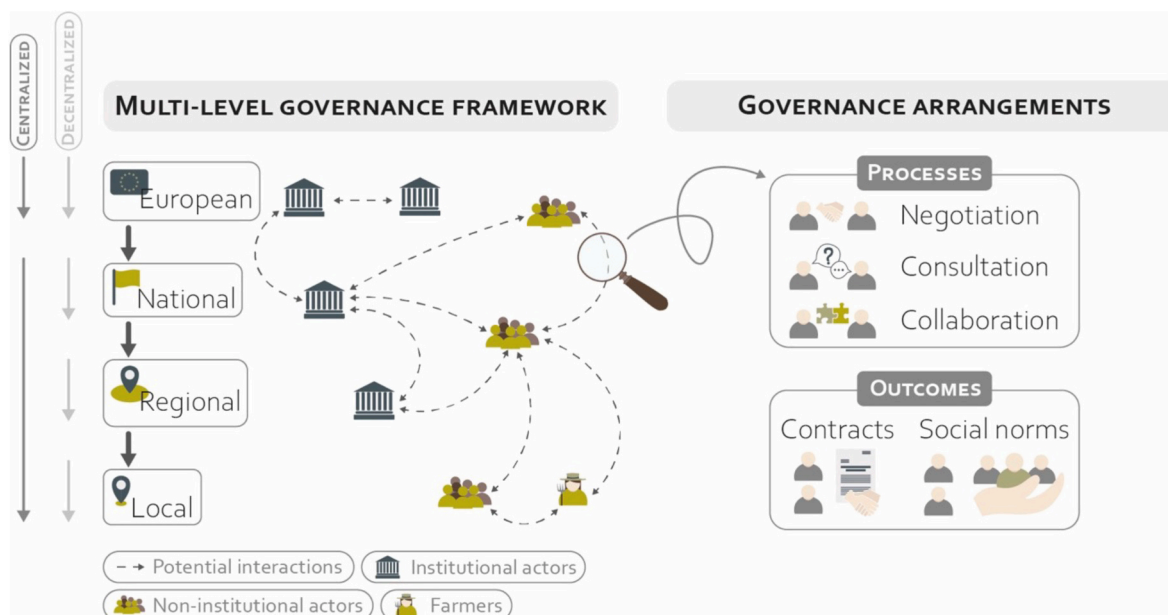 CENTRALIZED
DECENTRALIZED
MULTI-LEVEL GOVERNANCE FRAMEWORK
GOVERNANCE ARRANGEMENTS
European
National
Regional
Local
PROCESSES
Negotiation
?
...
Consultation
Collaboration
OUTCOMES
Contracts Social norms
Potential interactions Institutional actors
Non-institutional actors Farmers